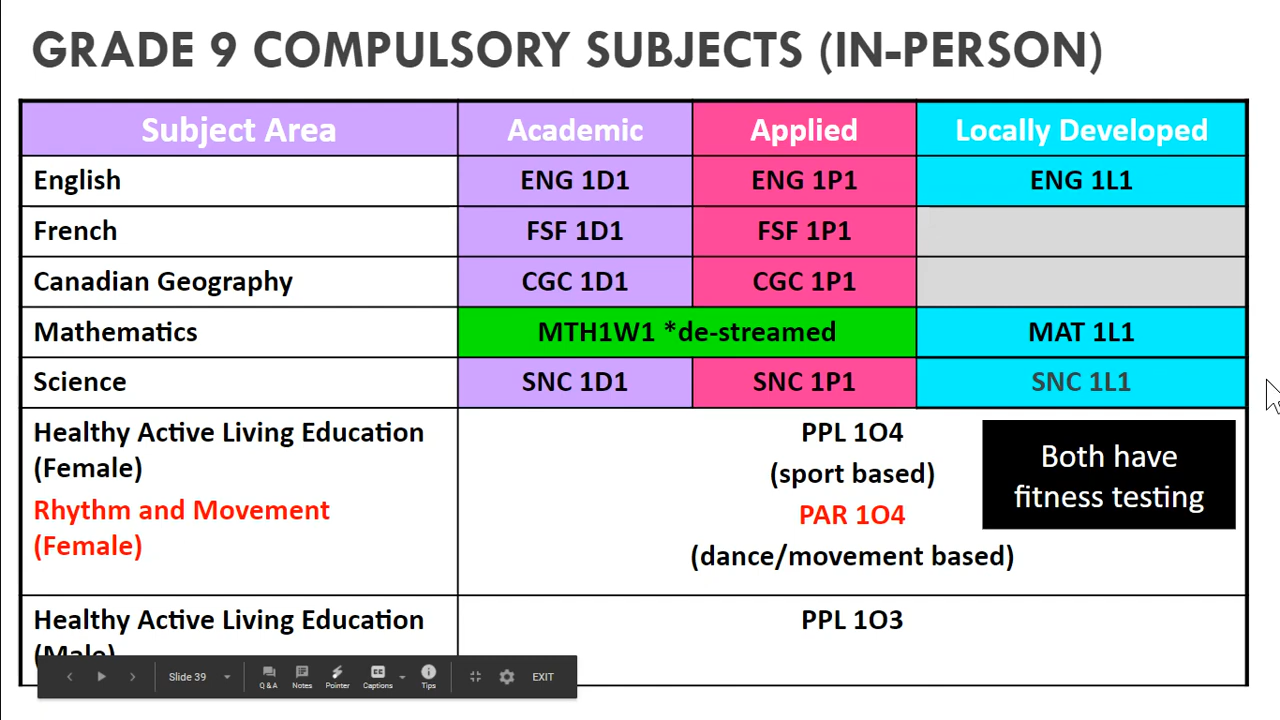 GRADE 9 COMPULSORY SUBJECTS (IN-PERSON)
Subject Area Academic Applied Locally Developed
English ENG 1D1 ENG 1P1 ENG 1L1
French FSF 1D1 FSF 1P1
Canadian Geography CGC 1D1 CGC 1P1
Mathematics MTH1W1 *de-streamed MAT 1L1
Science SNC 1D1 SNC 1P1 SNC 1L1
Healthy Active Living Education
(Female)
Rhythm and Movement
(Female)
PPL 1O4
(sport based)
PAR 1O4
(dance/movement based)
Both have
fitness testing
Healthy Active Living Education
(Male)
PPL 1O3
Slide 39 Q & A Notes Pointer Captions Tips EXIT